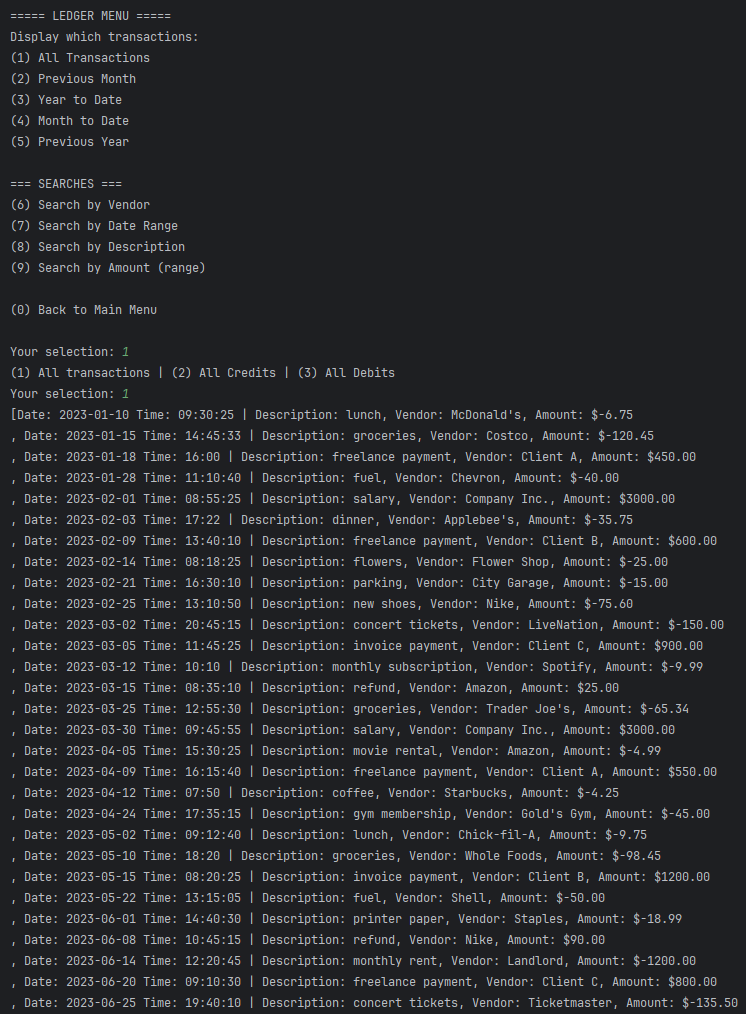 ===== LEDGER MENU =====
Display which transactions:
(1) All Transactions
(2) Previous Month
(3) Year to Date
(4) Month to Date
(5) Previous Year
=== SEARCHES ===
(6) Search by Vendor
(7) Search by Date Range
(8) Search by Description
(9) Search by Amount (range)
(0) Back to Main Menu
Your selection: 1
(1) All transactions | (2) All Credits | (3) All Debits
Your selection: 1
[Date: 2023-01-10 Time: 09:30:25 | Description: lunch, Vendor: McDonald's, Amount: $-6.75
, Date: 2023-01-15 Time: 14:45:33 | Description: groceries, Vendor: Costco, Amount: $-120.45
, Date: 2023-01-18 Time: 16:00 | Description: freelance payment, Vendor: Client A, Amount: $450.00
, Date: 2023-01-28 Time: 11:10:40 | Description: fuel, Vendor: Chevron, Amount: $-40.00
, Date: 2023-02-01 Time: 08:55:25 | Description: salary, Vendor: Company Inc., Amount: $3000.00
, Date: 2023-02-03 Time: 17:22 | Description: dinner, Vendor: Applebee's, Amount: $-35.75
, Date: 2023-02-09 Time: 13:40:10 | Description: freelance payment, Vendor: Client B, Amount: $600.00
, Date: 2023-02-14 Time: 08:18:25 | Description: flowers, Vendor: Flower Shop, Amount: $-25.00
, Date: 2023-02-21 Time: 16:30:10 | Description: parking, Vendor: City Garage, Amount: $-15.00
, Date: 2023-02-25 Time: 13:10:50 | Description: new shoes, Vendor: Nike, Amount: $-75.60
, Date: 2023-03-02 Time: 20:45:15 | Description: concert tickets, Vendor: LiveNation, Amount: $-150.00
, Date: 2023-03-05 Time: 11:45:25 | Description: invoice payment, Vendor: Client C, Amount: $900.00
, Date: 2023-03-12 Time: 10:10 | Description: monthly subscription, Vendor: Spotify, Amount: $-9.99
, Date: 2023-03-15 Time: 08:35:10 | Description: refund, Vendor: Amazon, Amount: $25.00
, Date: 2023-03-25 Time: 12:55:30 | Description: groceries, Vendor: Trader Joe's, Amount: $-65.34
, Date: 2023-03-30 Time: 09:45:55 | Description: salary, Vendor: Company Inc., Amount: $3000.00
, Date: 2023-04-05 Time: 15:30:25 | Description: movie rental, Vendor: Amazon, Amount: $-4.99
, Date: 2023-04-09 Time: 16:15:40 | Description: freelance payment, Vendor: Client A, Amount: $550.00
, Date: 2023-04-12 Time: 07:50 | Description: coffee, Vendor: Starbucks, Amount: $-4.25
, Date: 2023-04-24 Time: 17:35:15 | Description: gym membership, Vendor: Gold's Gym, Amount: $-45.00
, Date: 2023-05-02 Time: 09:12:40 | Description: lunch, Vendor: Chick-fil-A, Amount: $-9.75
, Date: 2023-05-10 Time: 18:20 | Description: groceries, Vendor: Whole Foods, Amount: $-98.45
, Date: 2023-05-15 Time: 08:20:25 | Description: invoice payment, Vendor: Client B, Amount: $1200.00
, Date: 2023-05-22 Time: 13:15:05 | Description: fuel, Vendor: Shell, Amount: $-50.00
, Date: 2023-06-01 Time: 14:40:30 | Description: printer paper, Vendor: Staples, Amount: $-18.99
, Date: 2023-06-08 Time: 10:45:15 | Description: refund, Vendor: Nike, Amount: $90.00
, Date: 2023-06-14 Time: 12:20:45 | Description: monthly rent, Vendor: Landlord, Amount: $-1200.00
, Date: 2023-06-20 Time: 09:10:30 | Description: freelance payment, Vendor: Client C, Amount: $800.00
, Date: 2023-06-25 Time: 19:40:10 | Description: concert tickets, Vendor: Ticketmaster, Amount: $-135.50